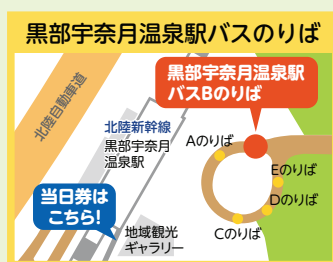 黒部宇奈月温泉駅バスのりば
黒部宇奈月温泉駅
バスBのりば
北陸自動車道
北陸新幹線
黒部宇奈月
温泉駅
Aのりば
Eのりば
Dのりば
Cのりば
当日券は
こちら!
地域観光
ギャラリー